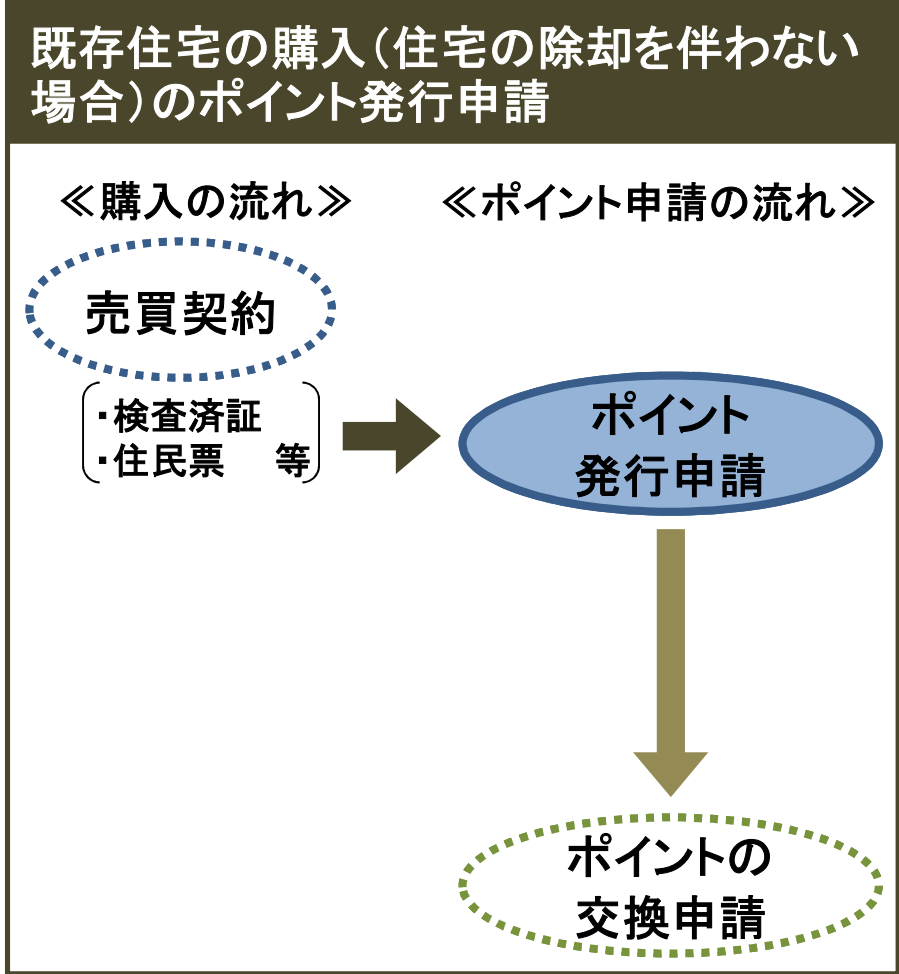 既存住宅の購入(住宅の除却を伴わない
場合)のポイント発行申請
≪購入の流れ≫
≪ポイント申請の流れ≫
売買契約
・検査済証
・住民票　等
ポイント
発行申請
ポイントの
交換申請